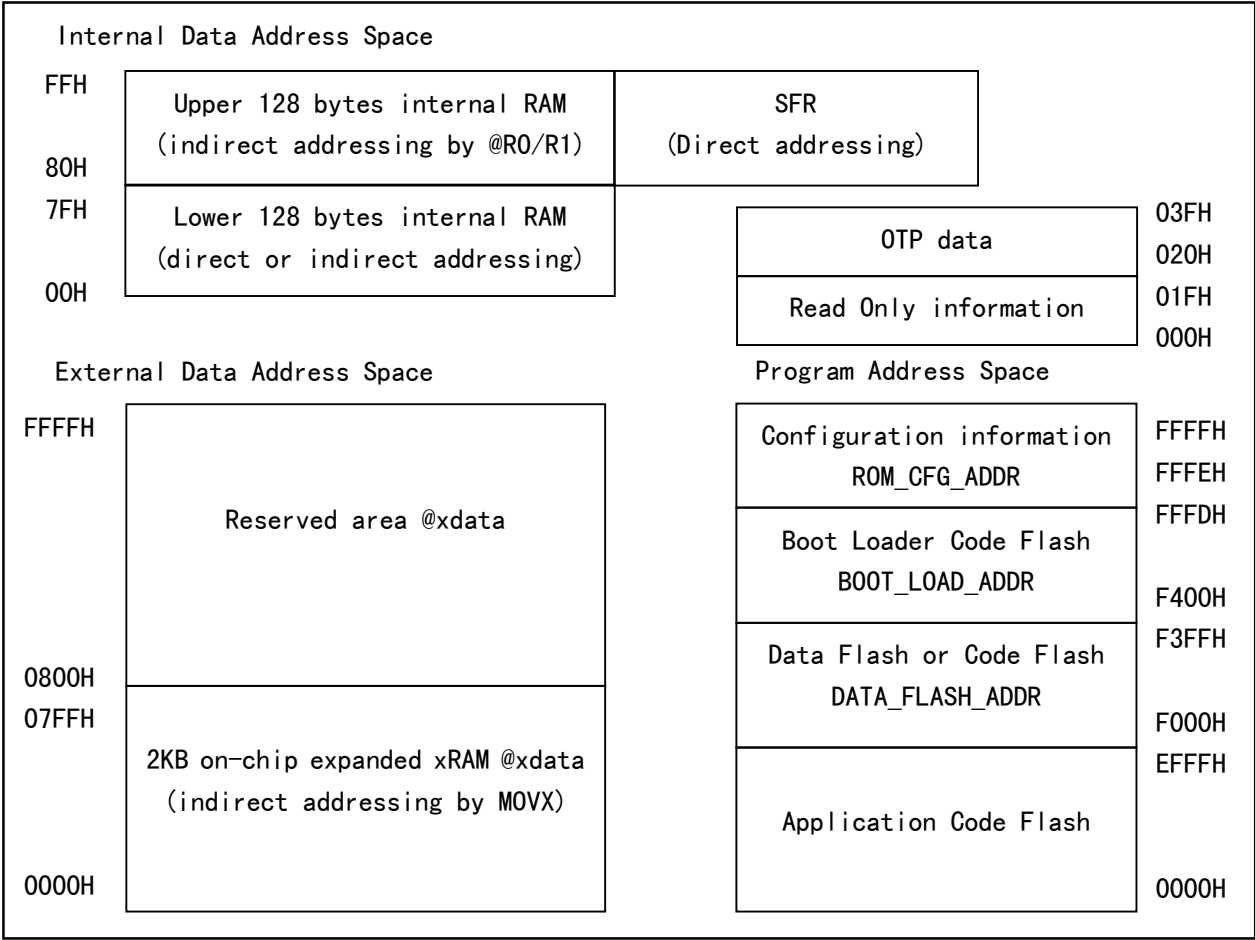 Internal Data Address Space
FFH
Upper 128 bytes internal RAM
(indirect addressing by @R0/R1)
80H
SFR
(Direct addressing)
7FH
Lower 128 bytes internal RAM
(direct or indirect addressing)
00H
OTP data
03FH
020H
Read Only information
01FH
000H
External Data Address Space
FFFFH
Reserved area @xdata
0800H
07FFH
2KB on-chip expanded xRAM @xdata
(indirect addressing by MOVX)
0000H
Program Address Space
Configuration information
ROM_CFG_ADDR
FFFFH
FFFEH
Boot Loader Code Flash
BOOT_LOAD_ADDR
FFFDH
F400H
Data Flash or Code Flash
DATA_FLASH_ADDR
F3FFH
F000H
Application Code Flash
EFFFH
0000H